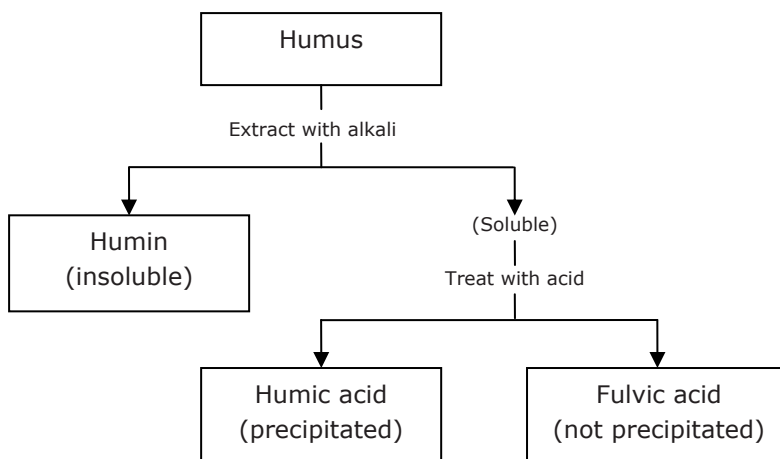 Humus
Extract with alkali
Humin
(insoluble)
(Soluble)
Treat with acid
Humic acid
(precipitated)
Fulvic acid
(not precipitated)